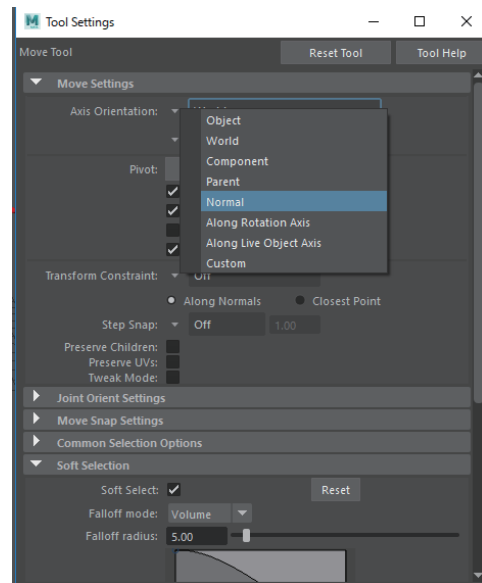 Tool Settings
Move Tool Reset Tool Tool Help
Move Settings
Axis Orientation:
Object
World
Component
Pivot:
Parent
Normal
Along Rotation Axis
Along Live Object Axis
Custom
Transform Constraint: Off
Along Normals Closest Point
Step Snap: Off 1.00
Preserve Children:
Preserve UVs:
Tweak Mode:
Joint Orient Settings
Move Snap Settings
Common Selection Options
Soft Selection
Soft Select: Reset
Falloff mode: Volume
Falloff radius: 5.00